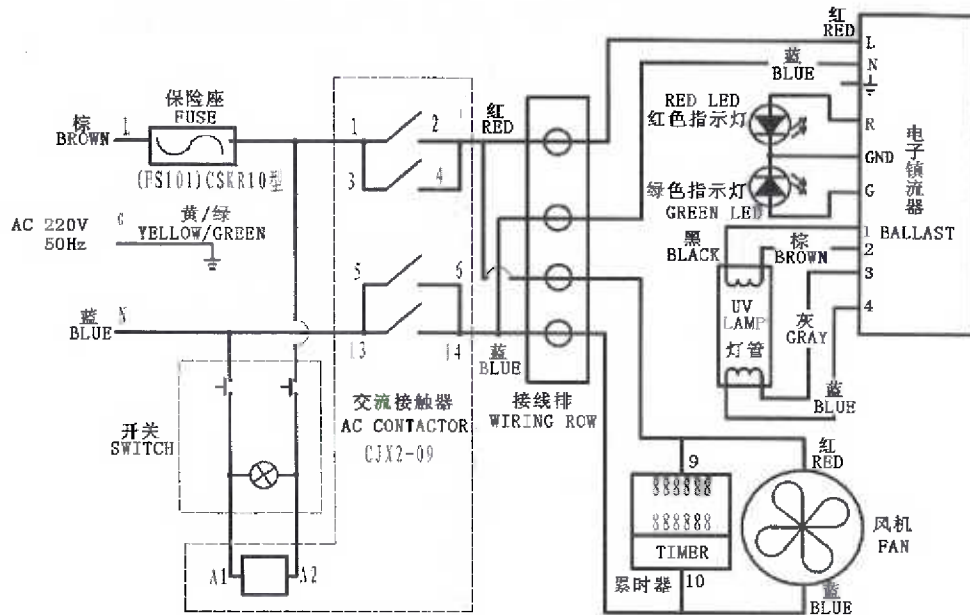 红
RED
L
蓝
BLUE
N
保险座
FUSE
棕
BROWN
L
1
2
红
RED
RED LED
红色指示灯
R
GND
电子镇流器
3
4
(FS101)CSKR10型
绿色指示灯
GREEN LED
G
黄/绿
YELLOW/GREEN
AC 220V
50Hz
G
黑
BLACK
棕
BROWN
1
BALLAST
2
3
4
5
6
UV
LAMP
灯管
灰
GRAY
蓝
BLUE
N
13
14
蓝
BLUE
蓝
BLUE
交流接触器
AC CONTACTOR
CJX2-09
接线排
WIRING ROW
开关
SWITCH
红
RED
9
888888
888888
TIMER
10
累时器
风机
FAN
A1
A2
蓝
BLUE